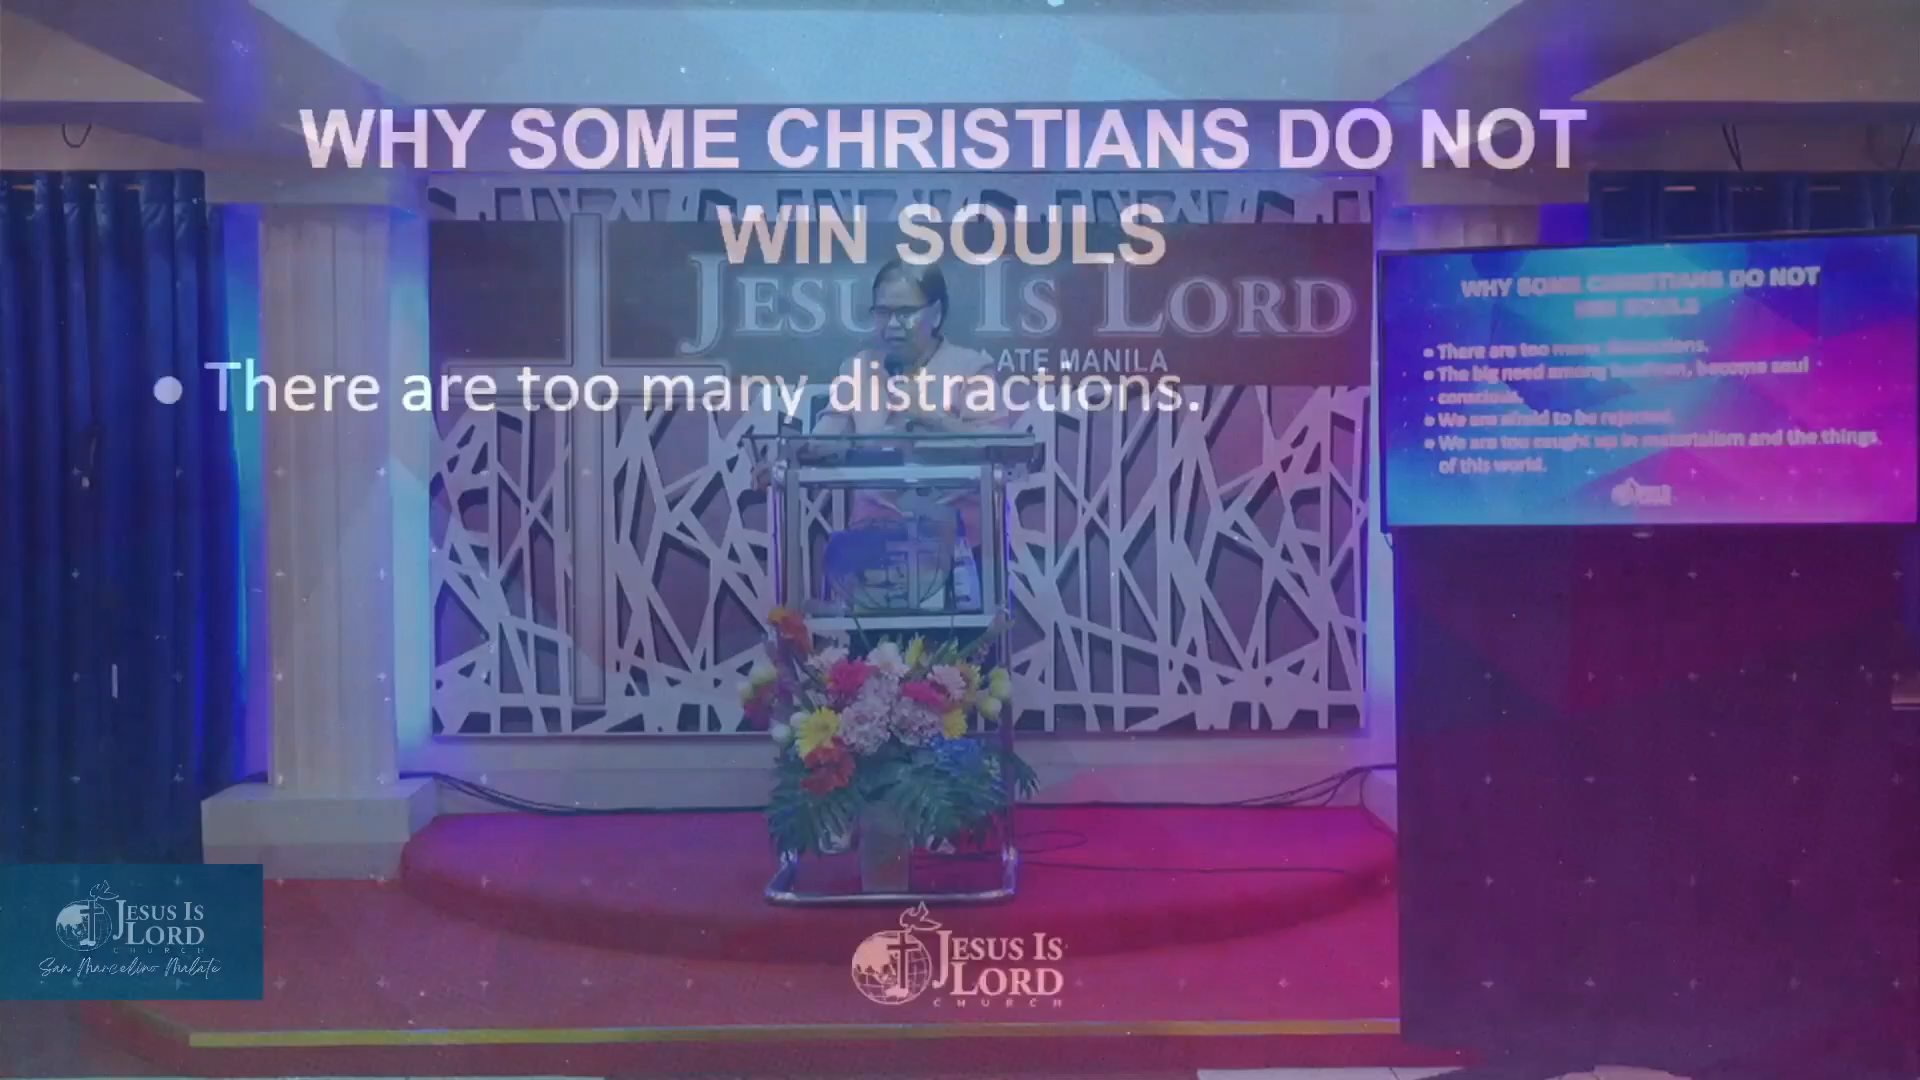 WHY SOME CHRISTIANS DO NOT
WIN SOULS
JESU IS LORD
ATE MANILA
• There are too many distractions.
WHY SOME CHRISTIANS DO NOT
WIN SOULS
• There are too many distractions.
• The big need among, become soul
conscious.
• We are afraid to be rejected.
• We are too caught up in materialism and the things
of this world.
JESUS IS
LORD
CHURCH
San Marcelino Malate
JESUS IS
LORD
CHURCH